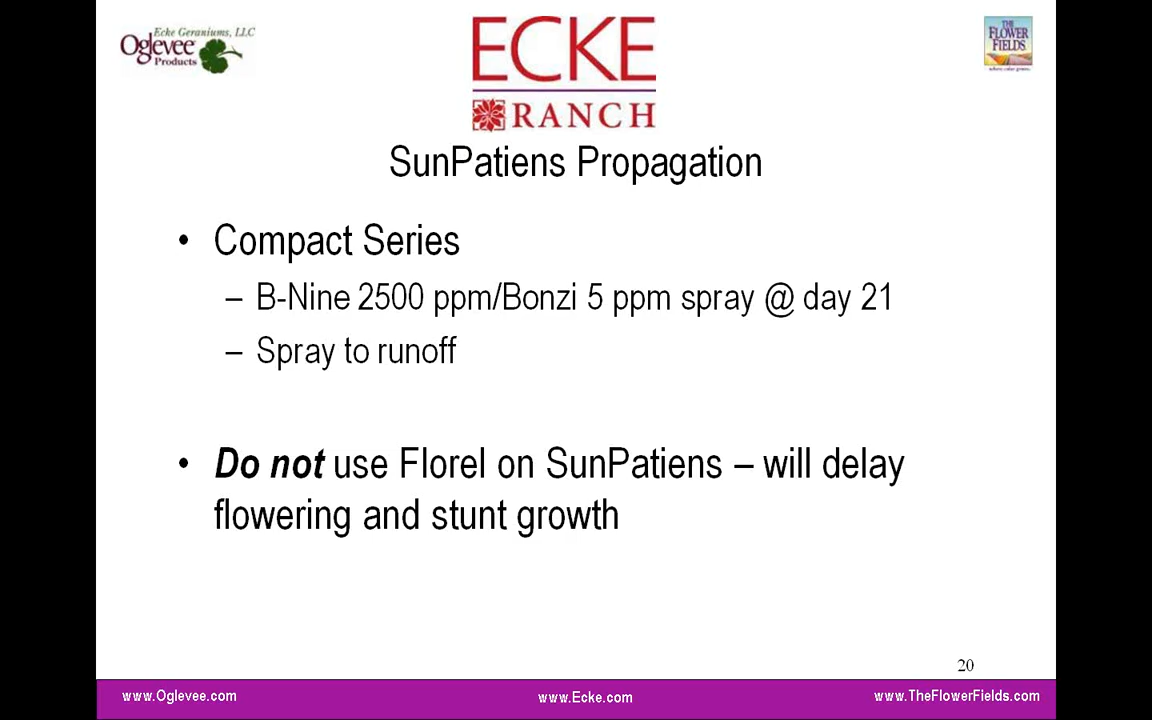 Ecke Geraniums, LLC
Oglevee
Products
ECKE
RANCH
THE
FLOWER
FIELDS
SunPatiens Propagation
• Compact Series
– B-Nine 2500 ppm/Bonzi 5 ppm spray @ day 21
– Spray to runoff
• Do not use Florel on SunPatiens – will delay
flowering and stunt growth
20
www.Oglevee.com
www.Ecke.com
www.TheFlowerFields.com